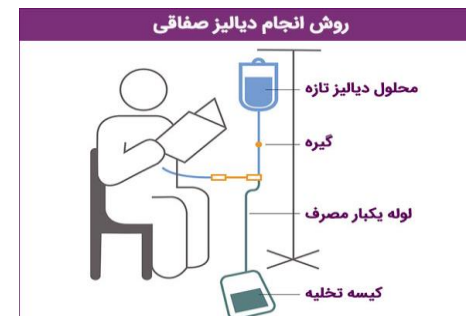 روش انجام دیالیز صفاقی
محلول دیالیز تازه
گیره
لوله یکبار مصرف
کیسه تخلیه